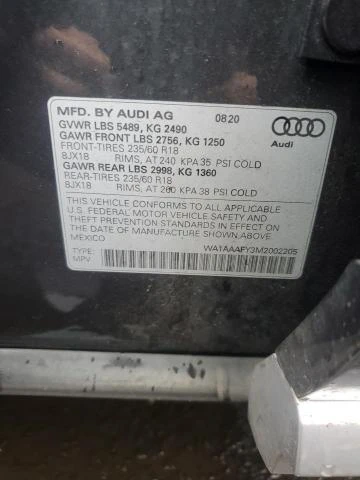 MFD. BY AUDI AG 08/20
GVWR LBS 5489, KG 2490
GAWR FRONT LBS 2756, KG 1250
FRONT-TIRES 235/60 R18
8JX18 RIMS, AT 240 KPA 35 PSI COLD
GAWR REAR LBS 2998, KG 1360
REAR-TIRES 235/60 R18
8JX18 RIMS, AT 260 KPA 38 PSI COLD
THIS VEHICLE CONFORMS TO ALL APPLICABLE
U.S. FEDERAL MOTOR VEHICLE SAFETY AND
THEFT PREVENTION STANDARDS IN EFFECT ON
THE DATE OF MANUFACTURE SHOWN ABOVE.
MEXICO
TYPE: WA1AAAFY3M2002205
MPV